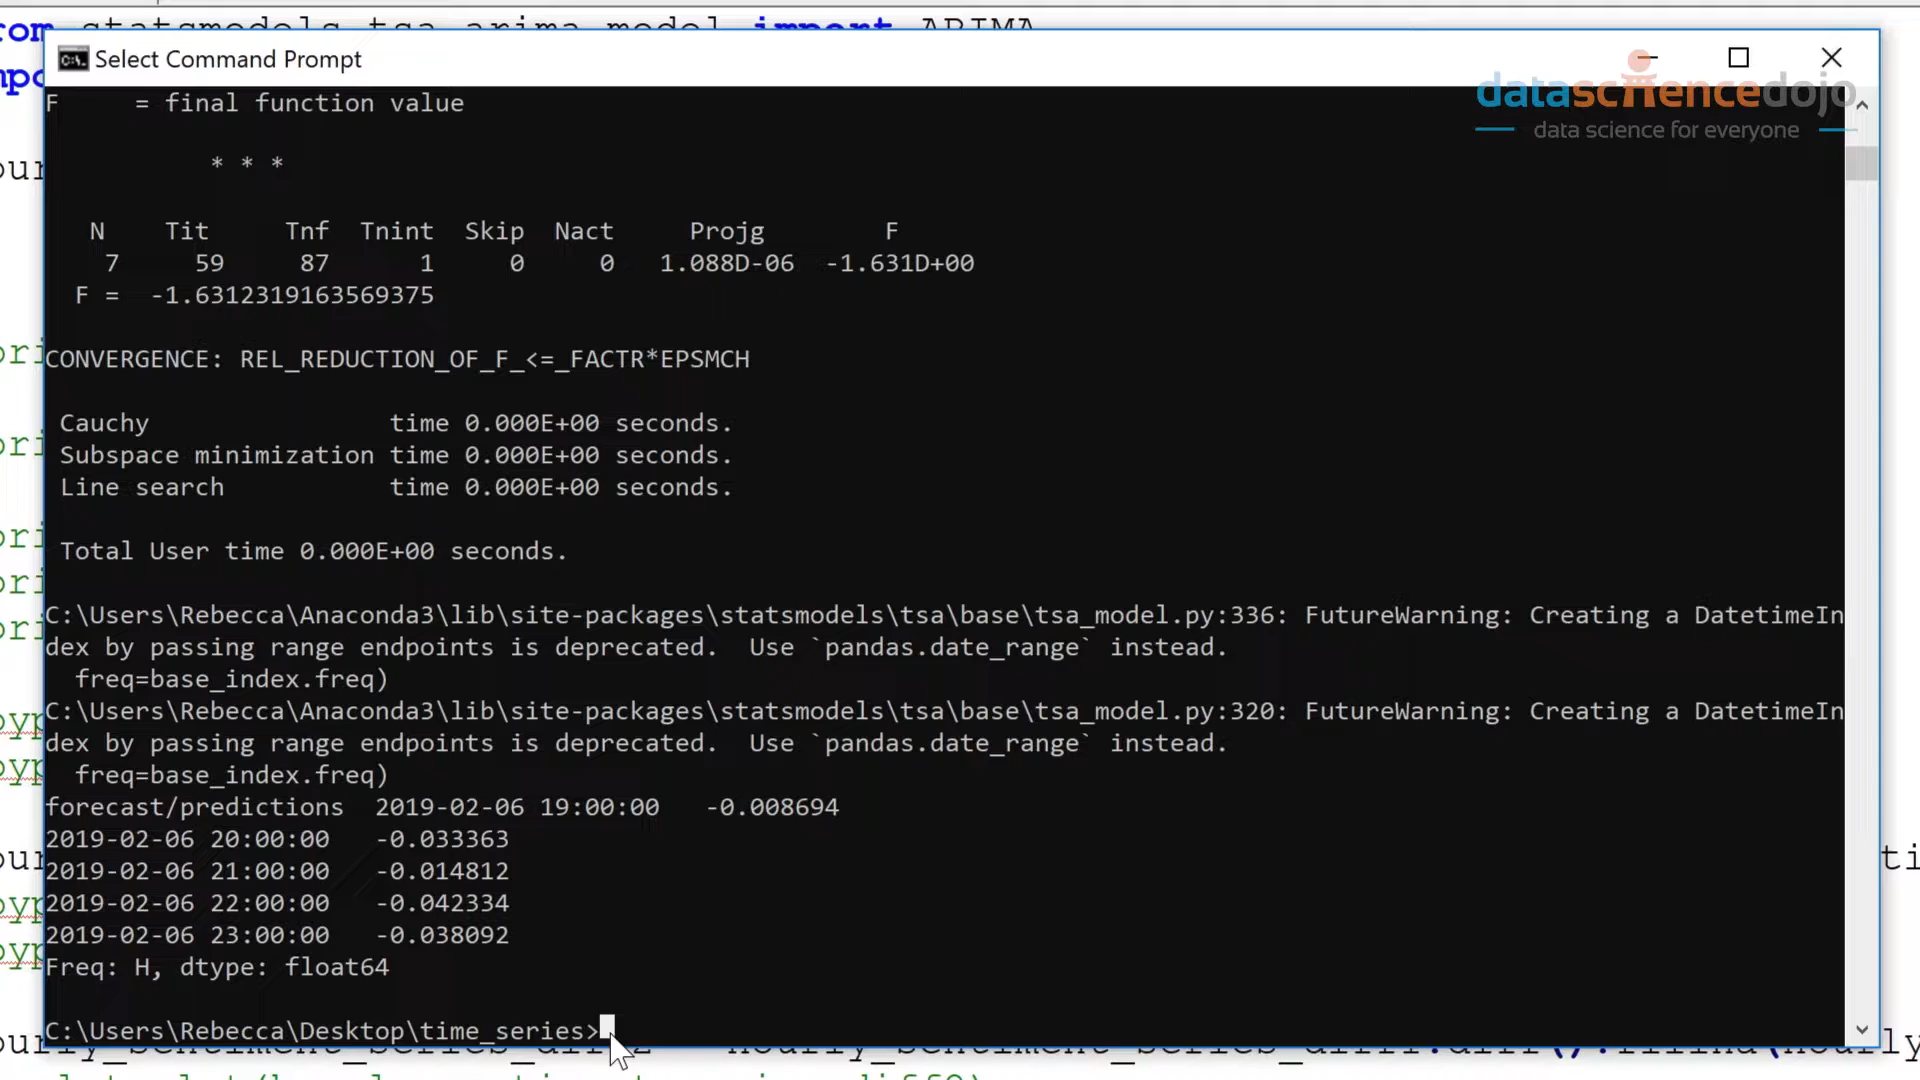 from statsmodels.tsa.arima_model import ARIMA
Select Command Prompt
datasciencedojo
data science for everyone
F     = final function value
* * *
N    Tit     Tnf  Tnint  Skip  Nact     Projg        F
7     59     87      1     0     0   1.088D-06  -1.631D+00
F =  -1.6312319163569375
CONVERGENCE: REL_REDUCTION_OF_F_<=_FACTR*EPSMCH
Cauchy                time 0.000E+00 seconds.
Subspace minimization time 0.000E+00 seconds.
Line search           time 0.000E+00 seconds.
Total User time 0.000E+00 seconds.
C:\Users\Rebecca\Anaconda3\lib\site-packages\statsmodels\tsa\base\tsa_model.py:336: FutureWarning: Creating a DatetimeIn
dex by passing range endpoints is deprecated.  Use `pandas.date_range` instead.
freq=base_index.freq)
C:\Users\Rebecca\Anaconda3\lib\site-packages\statsmodels\tsa\base\tsa_model.py:320: FutureWarning: Creating a DatetimeIn
dex by passing range endpoints is deprecated.  Use `pandas.date_range` instead.
freq=base_index.freq)
forecast/predictions  2019-02-06 19:00:00   -0.008694
2019-02-06 20:00:00   -0.033363
2019-02-06 21:00:00   -0.014812
2019-02-06 22:00:00   -0.042334
2019-02-06 23:00:00   -0.038092
Freq: H, dtype: float64
C:\Users\Rebecca\Desktop\time_series>